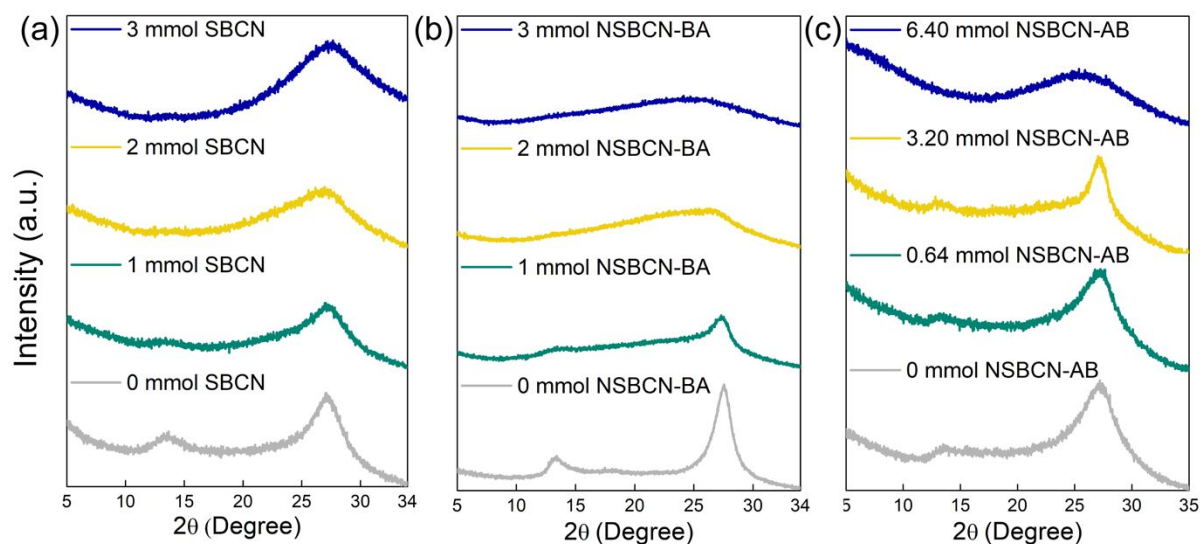 Intensity (a.u.)
(a)
3 mmol SBCN
2 mmol SBCN
1 mmol SBCN
0 mmol SBCN
5 10 15 20 25 30 34
2θ (Degree)
(b)
3 mmol NSBCN-BA
2 mmol NSBCN-BA
1 mmol NSBCN-BA
0 mmol NSBCN-BA
5 10 15 20 25 30 34
2θ (Degree)
(c)
6.40 mmol NSBCN-AB
3.20 mmol NSBCN-AB
0.64 mmol NSBCN-AB
0 mmol NSBCN-AB
5 10 15 20 25 30 35
2θ (Degree)